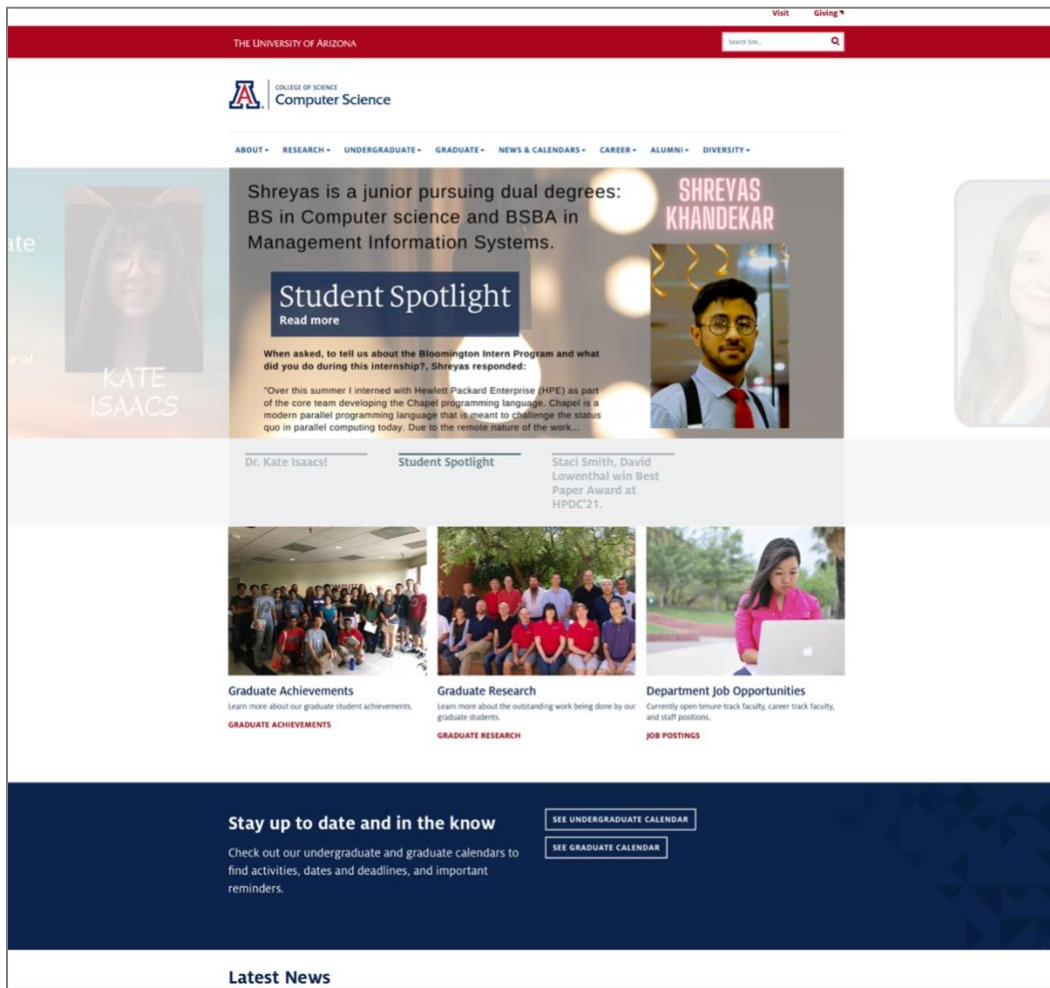 Visit Giving
THE UNIVERSITY OF ARIZONA
Search Site...
COLLEGE OF SCIENCE
Computer Science
ABOUT RESEARCH UNDERGRADUATE GRADUATE NEWS & CALENDARS CAREER ALUMNI DIVERSITY
ate
e of
KATE
ISAACS
Shreyas is a junior pursuing dual degrees:
BS in Computer science and BSBA in
Management Information Systems.
SHREYAS
KHANDEKAR
Student Spotlight
Read more
When asked, to tell us about the Bloomington Intern Program and what
did you do during this internship?, Shreyas responded:
"Over this summer I interned with Hewlett Packard Enterprise (HPE) as part
of the core team developing the Chapel programming language. Chapel is a
modern parallel programming language that is meant to challenge the status
quo in parallel computing today. Due to the remote nature of the work...
Dr. Kate Isaacs!
Student Spotlight
Staci Smith, David
Lowenthal win Best
Paper Award at
HPDC'21.
Graduate Achievements
Learn more about our graduate student achievements.
GRADUATE ACHIEVEMENTS
Graduate Research
Learn more about the outstanding work being done by our
graduate students.
GRADUATE RESEARCH
Department Job Opportunities
Currently open tenure-track faculty, career track faculty,
and staff positions.
JOB POSTINGS
Stay up to date and in the know
Check out our undergraduate and graduate calendars to
find activities, dates and deadlines, and important
reminders.
SEE UNDERGRADUATE CALENDAR
SEE GRADUATE CALENDAR
Latest News